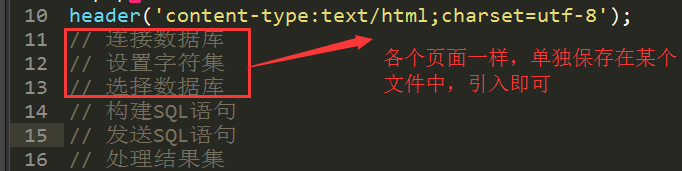 10 header('content-type:text/html;charset=utf-8');
11 // 连接数据库
12 // 设置字符集
13 // 选择数据库
14 // 构建SQL语句
15 // 发送SQL语句
16 // 处理结果集
各个页面一样，单独保存在某个
文件中，引入即可